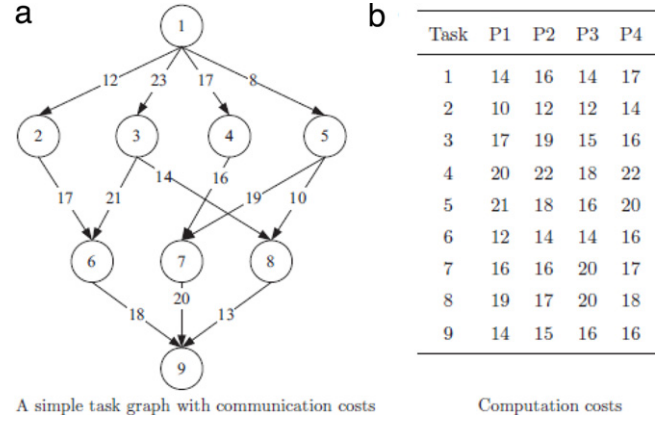 a
1
12 23 17 8
2 3 4 5
17 21 14 16 19 10
6 7 8
18 20 13
9
A simple task graph with communication costs
b
Task P1 P2 P3 P4
1 14 16 14 17
2 10 12 12 14
3 17 19 15 16
4 20 22 18 22
5 21 18 16 20
6 12 14 14 16
7 16 16 20 17
8 19 17 20 18
9 14 15 16 16
Computation costs